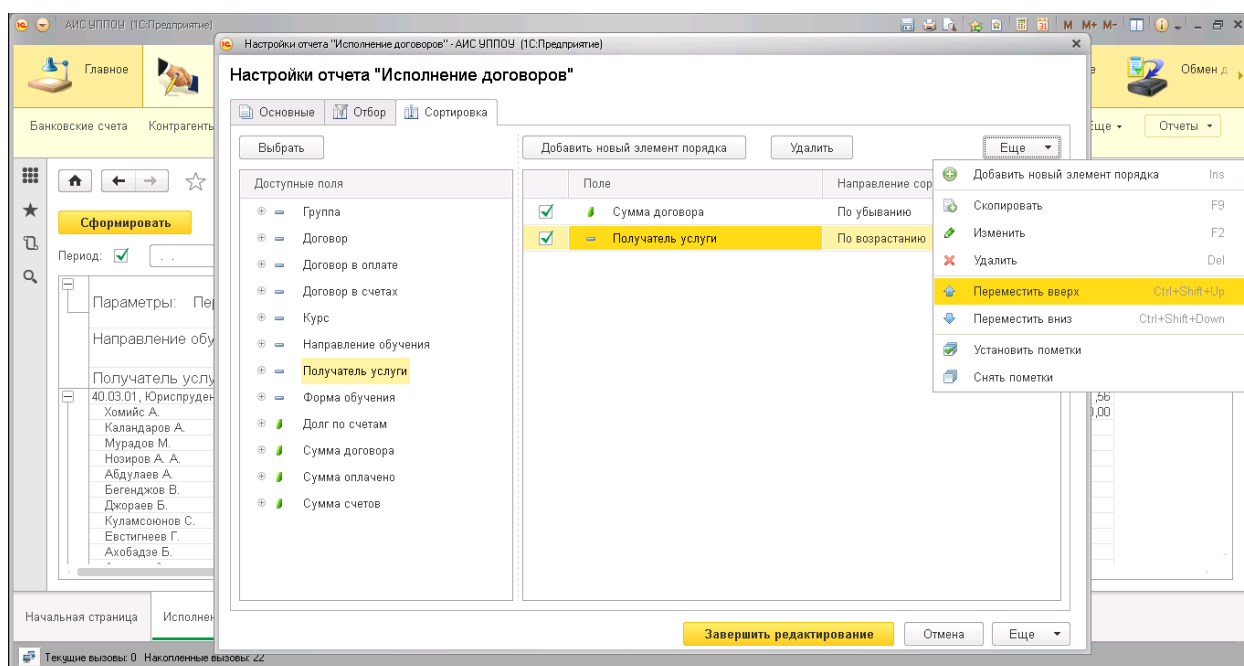 АИС УППОУ (1С:Предприятие)
M M+ M-
Настройки отчета "Исполнение договоров" - АИС УППОУ (1С:Предприятие)
Главное
Обмен д
Настройки отчета "Исполнение договоров"
Основные Отбор Сортировка
Банковские счета Контрагенты
Еще Отчеты
Выбрать
Добавить новый элемент порядка Удалить Еще
Доступные поля
Поле Направление сор
Группа
Договор
Договор в оплате
Договор в счетах
Курс
Направление обучения
Получатель услуги
Форма обучения
Долг по счетам
Сумма договора
Сумма оплачено
Сумма счетов
Сумма договора По убыванию
Получатель услуги По возрастанию
Добавить новый элемент порядка Ins
Скопировать F9
Изменить F2
Удалить Del
Переместить вверх Ctrl+Shift+Up
Переместить вниз Ctrl+Shift+Down
Установить пометки
Снять пометки
Сформировать
Период: . .
Параметры: Пе
Направление обу
Получатель услу
40.03.01, Юриспруден
Хомийс А.
Каландаров А.
Мурадов М.
Нозиров А. А.
Абдулаев А.
Бегенджов В.
Джораев Б.
Куламсоюнов С.
Евстигнеев Г.
Ахобадзе Б.
,56
0,00
Завершить редактирование Отмена Еще
Начальная страница Исполнен
Текущие вызовы: 0 Накопленные вызовы: 22